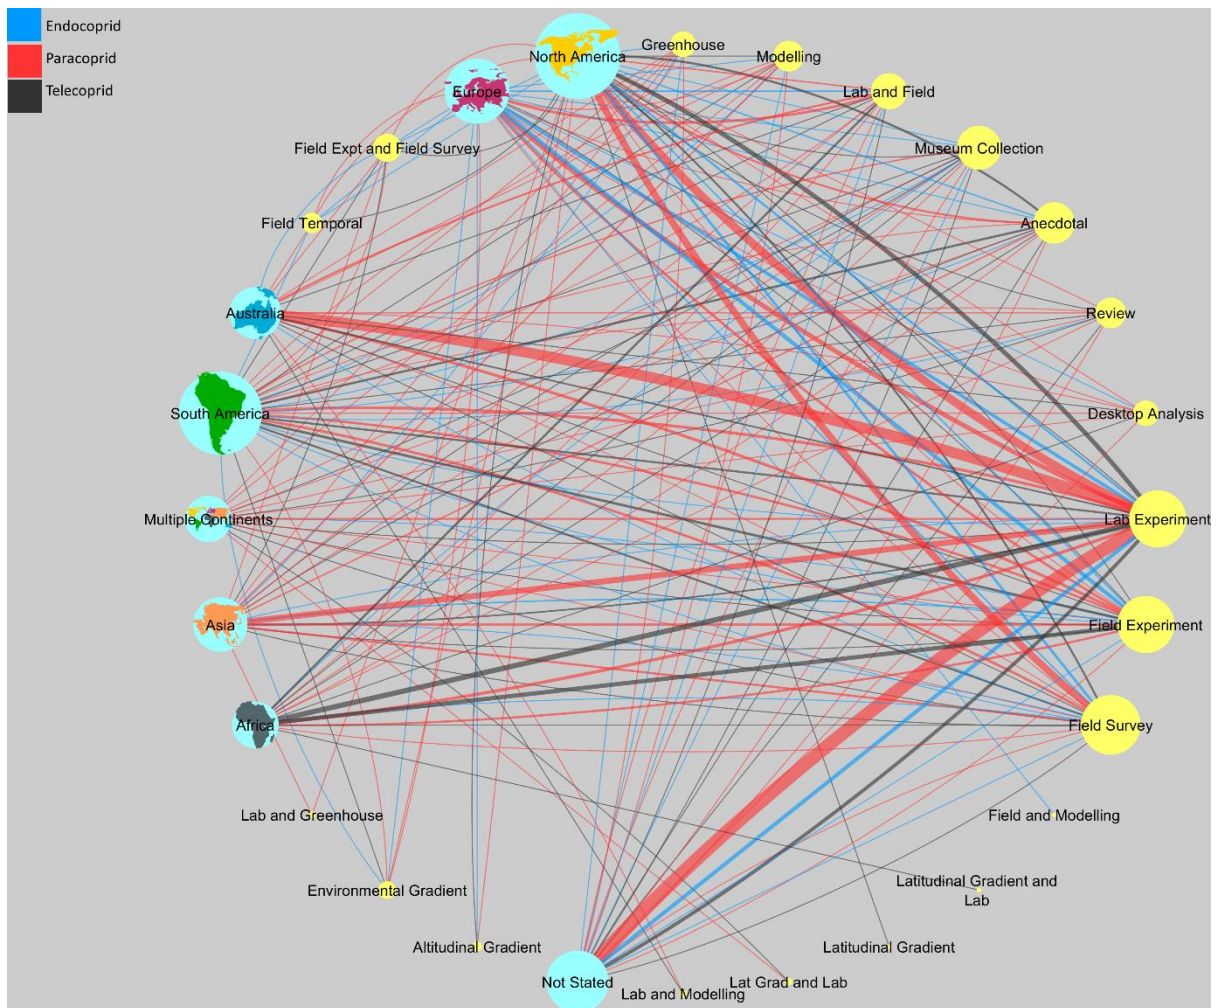 Endocoprid
Paracoprid
Telecoprid
North America
Greenhouse
Modelling
Europe
Lab and Field
Field Expt and Field Survey
Museum Collection
Field Temporal
Anecdotal
Australia
Review
South America
Desktop Analysis
Multiple Continents
Lab Experiment
Asia
Field Experiment
Africa
Field Survey
Lab and Greenhouse
Field and Modelling
Environmental Gradient
Latitudinal Gradient and
Lab
Altitudinal Gradient
Latitudinal Gradient
Not Stated
Lab and Modelling
Lat Grad and Lab